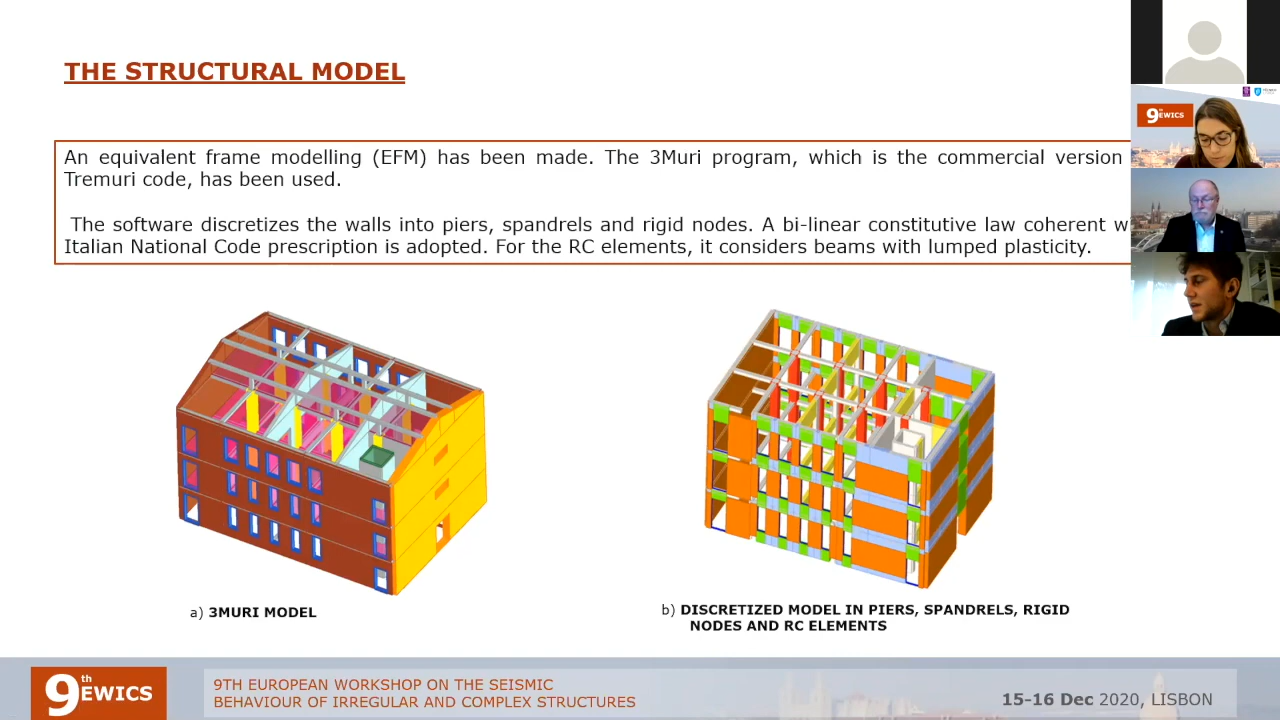 THE STRUCTURAL MODEL
An equivalent frame modelling (EFM) has been made. The 3Muri program, which is the commercial version
Tremuri code, has been used.
The software discretizes the walls into piers, spandrels and rigid nodes. A bi-linear constitutive law coherent w
Italian National Code prescription is adopted. For the RC elements, it considers beams with lumped plasticity.
a) 3MURI MODEL
b) DISCRETIZED MODEL IN PIERS, SPANDRELS, RIGID
NODES AND RC ELEMENTS
9th EWICS
9TH EUROPEAN WORKSHOP ON THE SEISMIC
BEHAVIOUR OF IRREGULAR AND COMPLEX STRUCTURES
15-16 Dec 2020, LISBON
9th EWICS